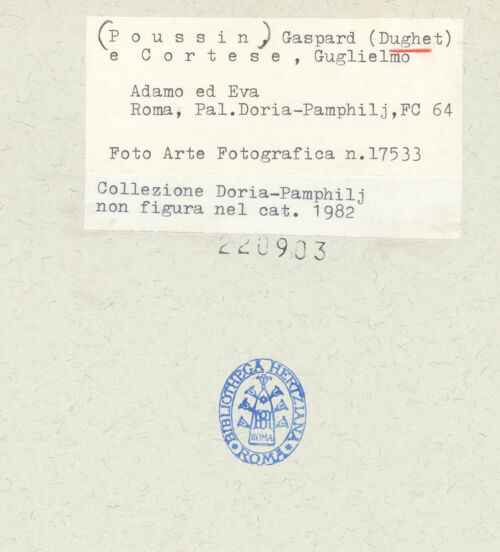 (P o u s s i n,) Gaspard (Dughet)
e C o r t e s e , Guglielmo
Adamo ed Eva
Roma, Pal.Doria-Pamphilj,FC 64
Foto Arte Fotografica n.17533
Collezione Doria-Pamphilj
non figura nel cat. 1982
220903
BIBLIOTHECA HERTZIANA
ROMA
ROMA